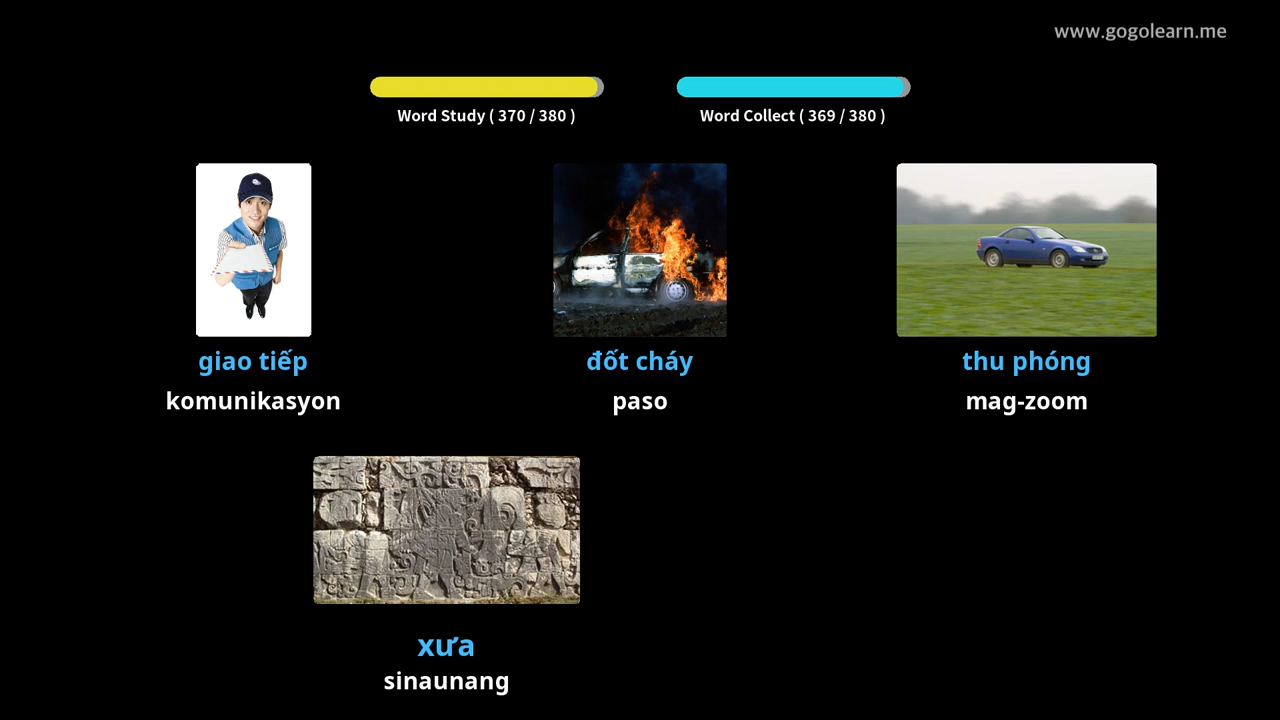 www.gogolearn.me
Word Study ( 370 / 380 )
Word Collect ( 369 / 380 )
giao tiếp
komunikasyon
đốt cháy
paso
thu phóng
mag-zoom
xưa
sinaunang